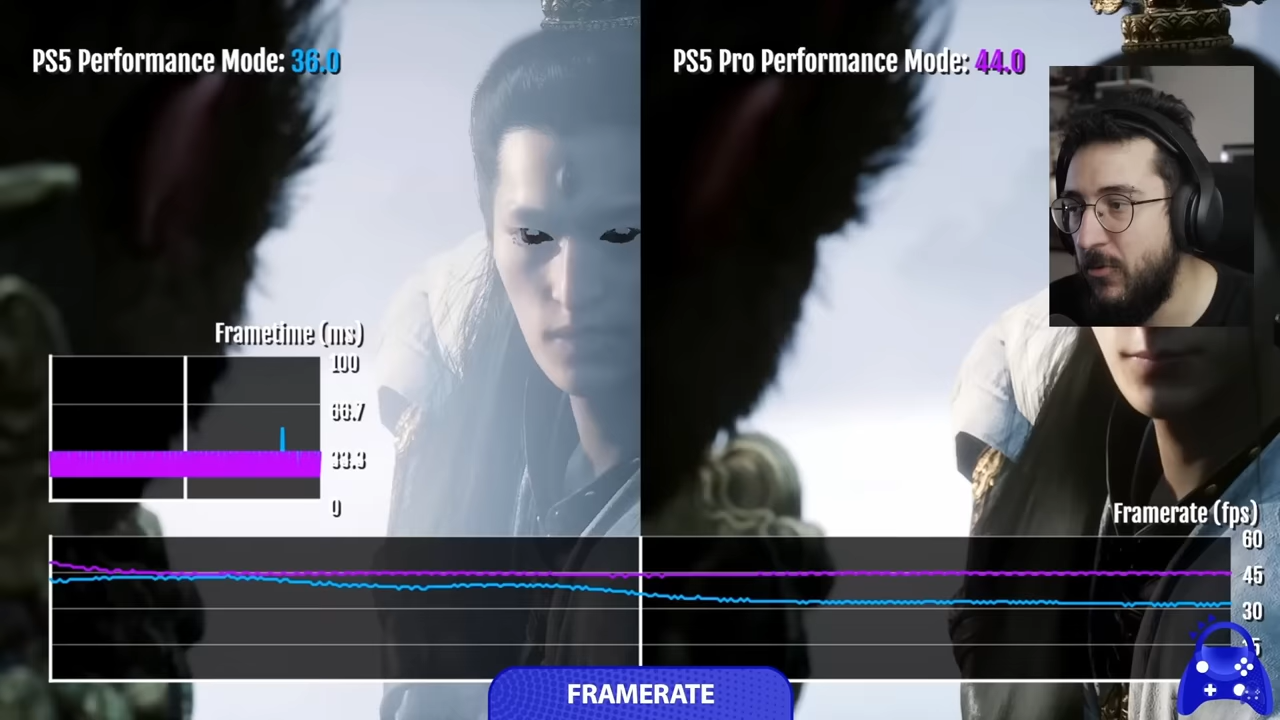 PS5 Performance Mode: 36.0
PS5 Pro Performance Mode: 44.0
Frametime (ms)
100
66.7
33.3
0
Framerate (fps)
60
45
30
FRAMERATE